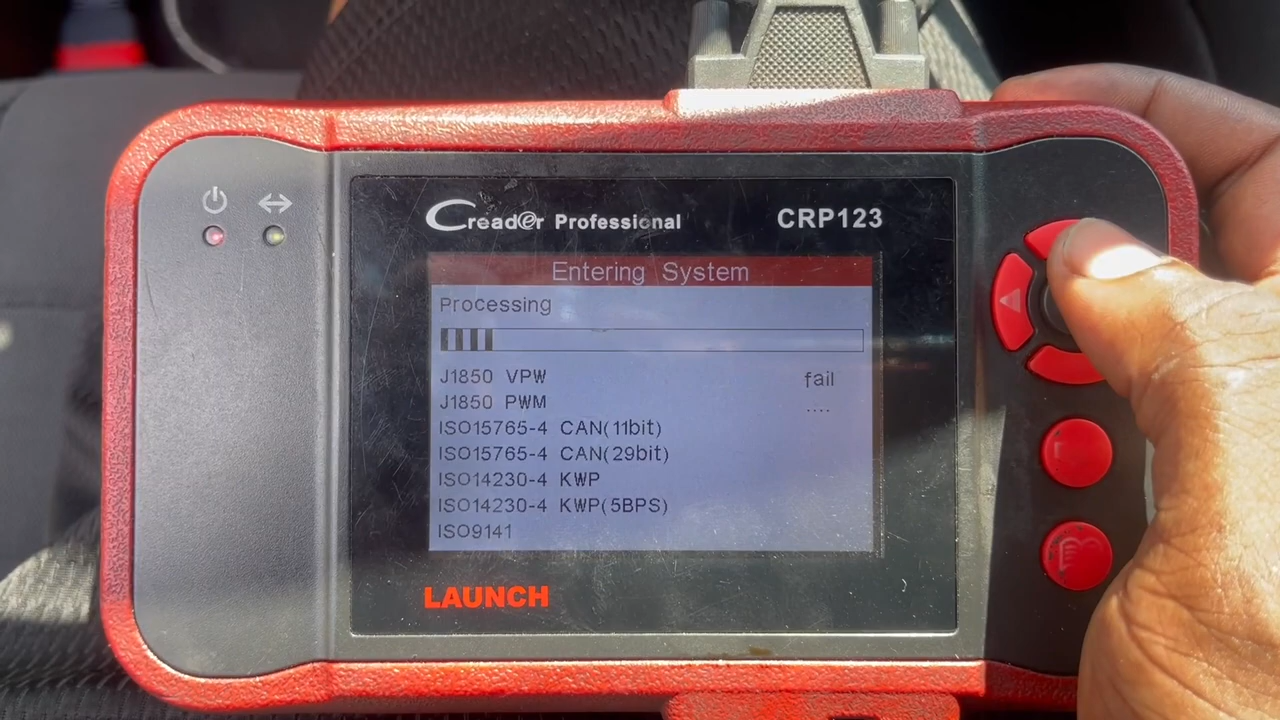 Creader Professional
CRP123
Entering System
Processing
J1850 VPW fail
J1850 PWM ....
ISO15765-4 CAN(11bit)
ISO15765-4 CAN(29bit)
ISO14230-4 KWP
ISO14230-4 KWP(5BPS)
ISO9141
LAUNCH